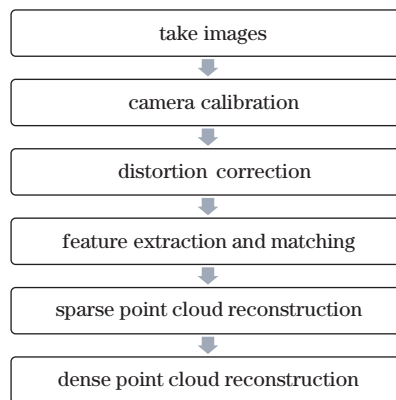 take images
camera calibration
distortion correction
feature extraction and matching
sparse point cloud reconstruction
dense point cloud reconstruction